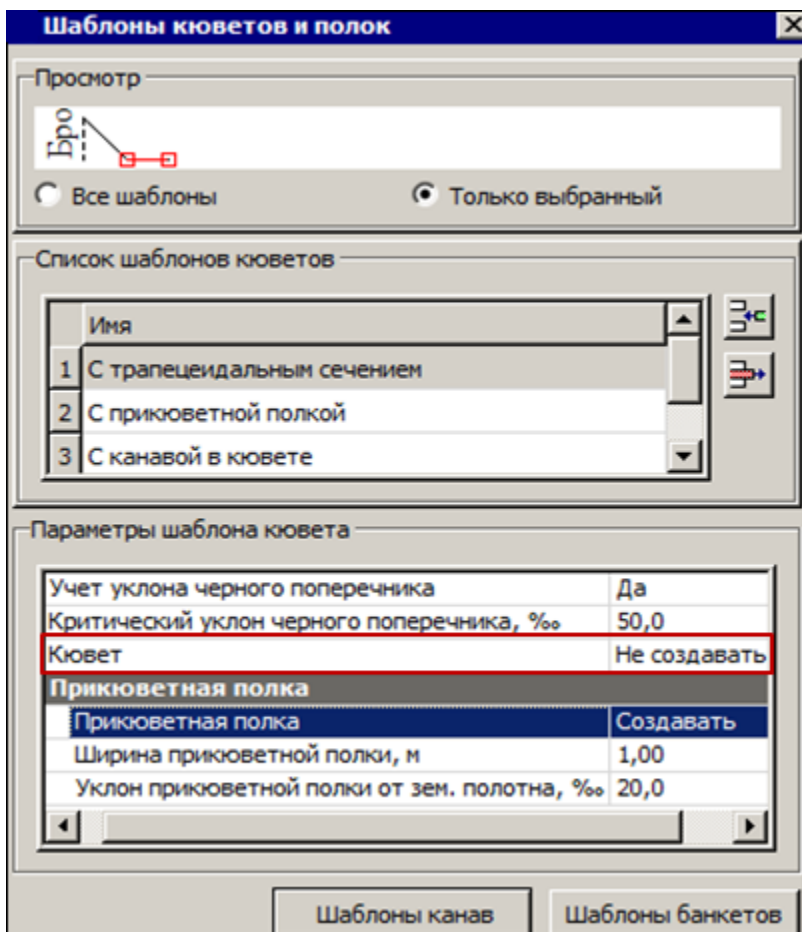 Шаблоны кюветов и полок
Просмотр
Бро
Все шаблоны
Только выбранный
Список шаблонов кюветов
Имя
1 С трапецеидальным сечением
2 С прикюветной полкой
3 С канавой в кювете
Параметры шаблона кювета
Учет уклона черного поперечника Да
Критический уклон черного поперечника, ‰ 50,0
Кювет Не создавать
Прикюветная полка
Прикюветная полка Создавать
Ширина прикюветной полки, м 1,00
Уклон прикюветной полки от зем. полотна, ‰ 20,0
Шаблоны канав
Шаблоны банкетов